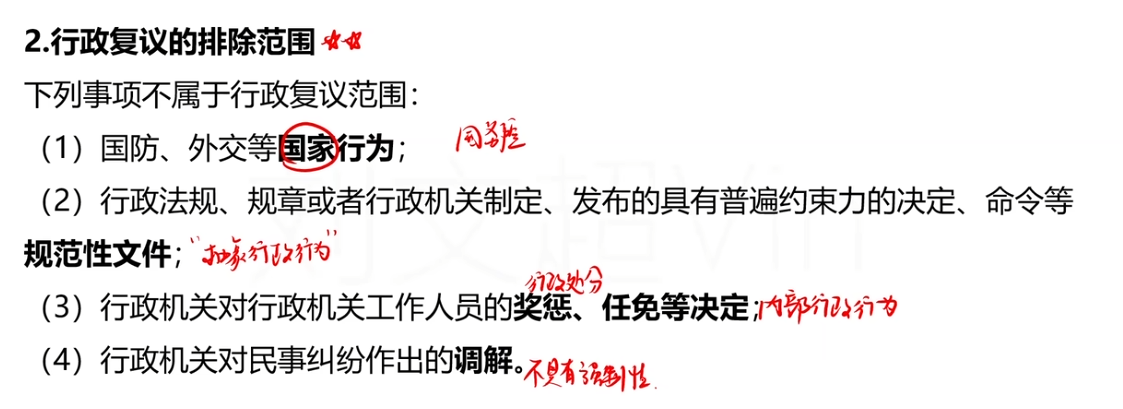 2.行政复议的排除范围
下列事项不属于行政复议范围：
（1）国防、外交等国家行为；
（2）行政法规、规章或者行政机关制定、发布的具有普遍约束力的决定、命令等
规范性文件；“抽象行政行为”
行政处分
（3）行政机关对行政机关工作人员的奖惩、任免等决定；内部行政行为
（4）行政机关对民事纠纷作出的调解。不具有强制性.